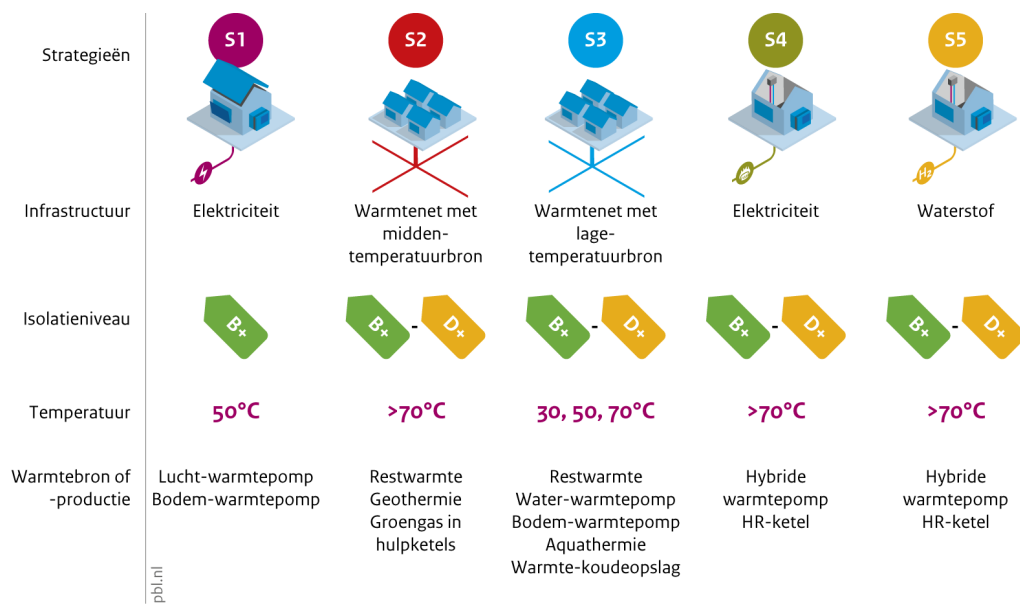 Strategieën
S1
S2
S3
S4
S5
H₂
Infrastructuur
Elektriciteit
Warmtenet met
midden-
temperatuurbron
Warmtenet met
lage-
temperatuurbron
Elektriciteit
Waterstof
Isolatieniveau
B+
B+ - D+
B+ - D+
B+ - D+
B+ - D+
Temperatuur
50°C
>70°C
30, 50, 70°C
>70°C
>70°C
Warmtebron of
-productie
Lucht-warmtepomp
Bodem-warmtepomp
Restwarmte
Geothermie
Groengas in
hulpketels
Restwarmte
Water-warmtepomp
Bodem-warmtepomp
Aquathermie
Warmte-koudeopslag
Hybride
warmtepomp
HR-ketel
Hybride
warmtepomp
HR-ketel
pbl.nl